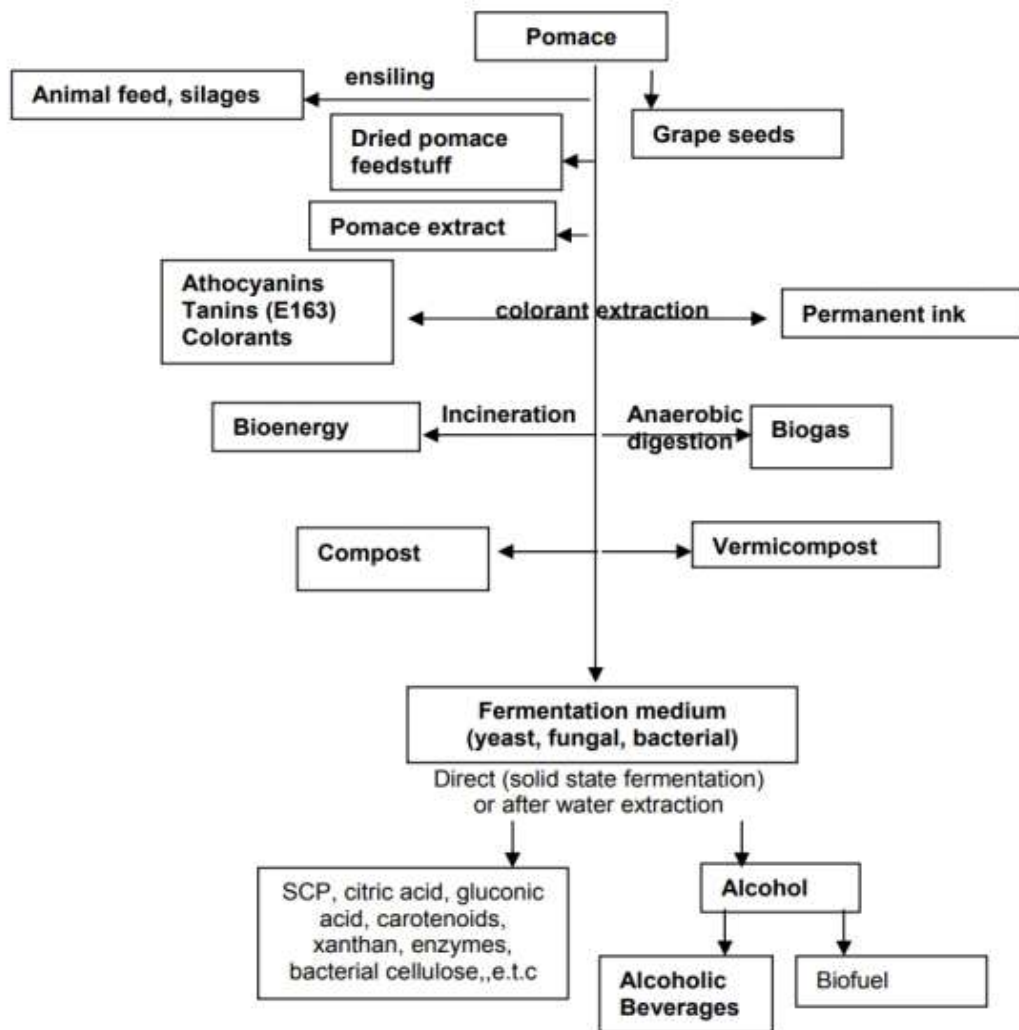 Pomace
ensiling
Animal feed, silages
Grape seeds
Dried pomace
feedstuff
Pomace extract
Athocyanins
Tanins (E163)
Colorants
colorant extraction
Permanent ink
Bioenergy
Incineration
Anaerobic
digestion
Biogas
Compost
Vermicompost
Fermentation medium
(yeast, fungal, bacterial)
Direct (solid state fermentation)
or after water extraction
SCP, citric acid, gluconic
acid, carotenoids,
xanthan, enzymes,
bacterial cellulose,,e.t.c
Alcohol
Alcoholic
Beverages
Biofuel